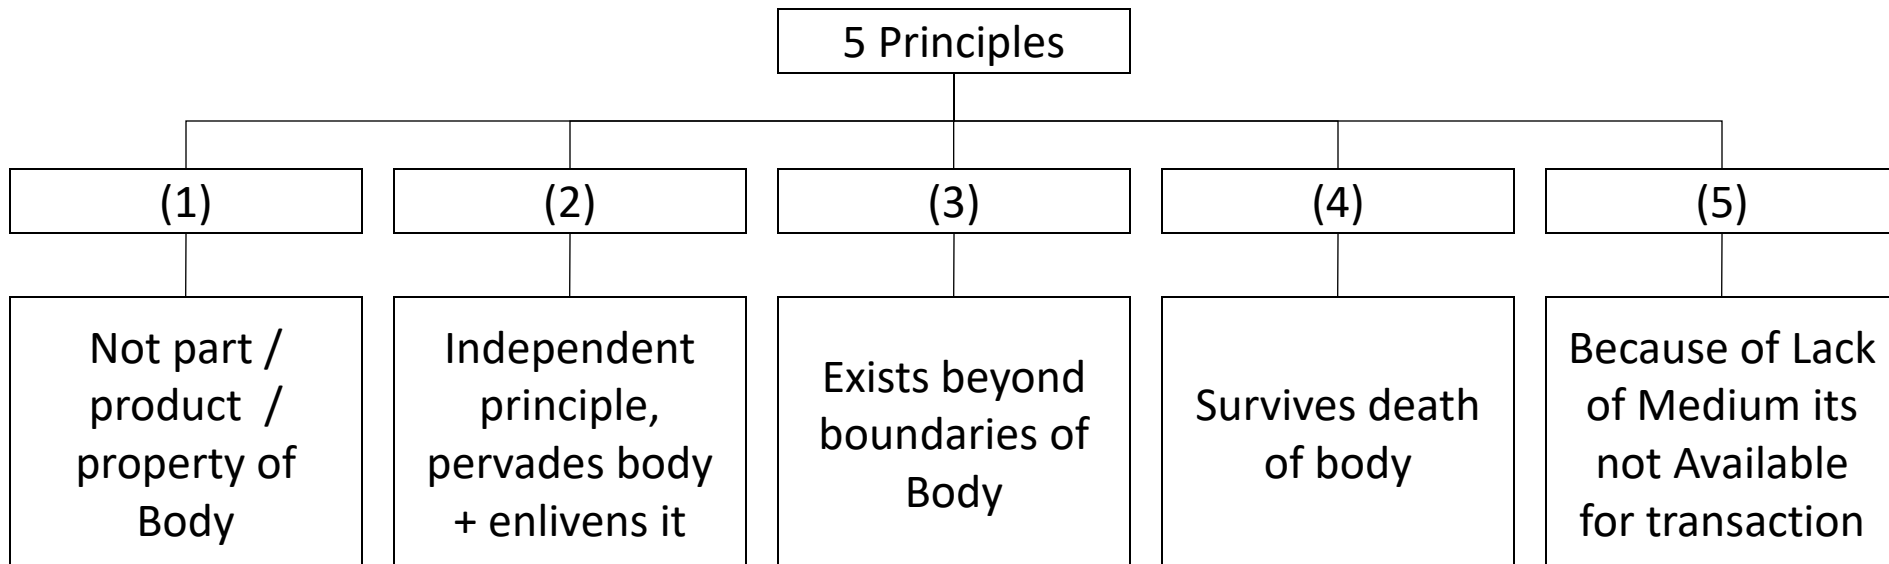 5 Principles
(1)
(2)
(3)
(4)
(5)
Not part /
product /
property of
Body
Independent
principle,
pervades body
+ enlivens it
Exists beyond
boundaries of
Body
Survives death
of body
Because of Lack
of Medium its
not Available
for transaction